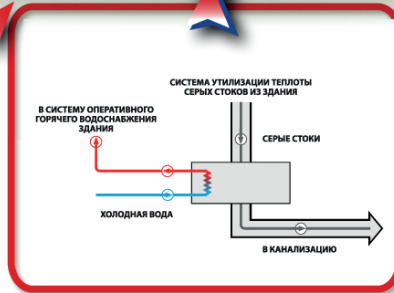 СИСТЕМА УТИЛИЗАЦИИ ТЕПЛОТЫ
СЕРЫХ СТОКОВ ИЗ ЗДАНИЯ
В СИСТЕМУ ОПЕРАТИВНОГО
ГОРЯЧЕГО ВОДОСНАБЖЕНИЯ
ЗДАНИЯ
СЕРЫЕ СТОКИ
ХОЛОДНАЯ ВОДА
В КАНАЛИЗАЦИЮ